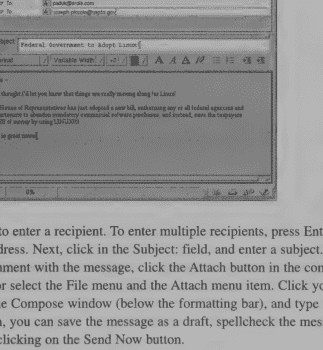 Federal Government to Adopt Linux!
Variable Width
thought I'd let you know that things are really moving along for Linux!
House of Representatives has just adopted a new bill, authorizing any or all federal agencies and
to abandon mandatory commercial software purchases, and instead, save the taxpayers
of money by using LINUX!!!
great news!
0%
to enter a recipient. To enter multiple recipients, press Ent
dress. Next, click in the Subject: field, and enter a subject.
ment with the message, click the Attach button in the com
or select the File menu and the Attach menu item. Click yo
e Compose window (below the formatting bar), and type
, you can save the message as a draft, spellcheck the mes
clicking on the Send Now button.